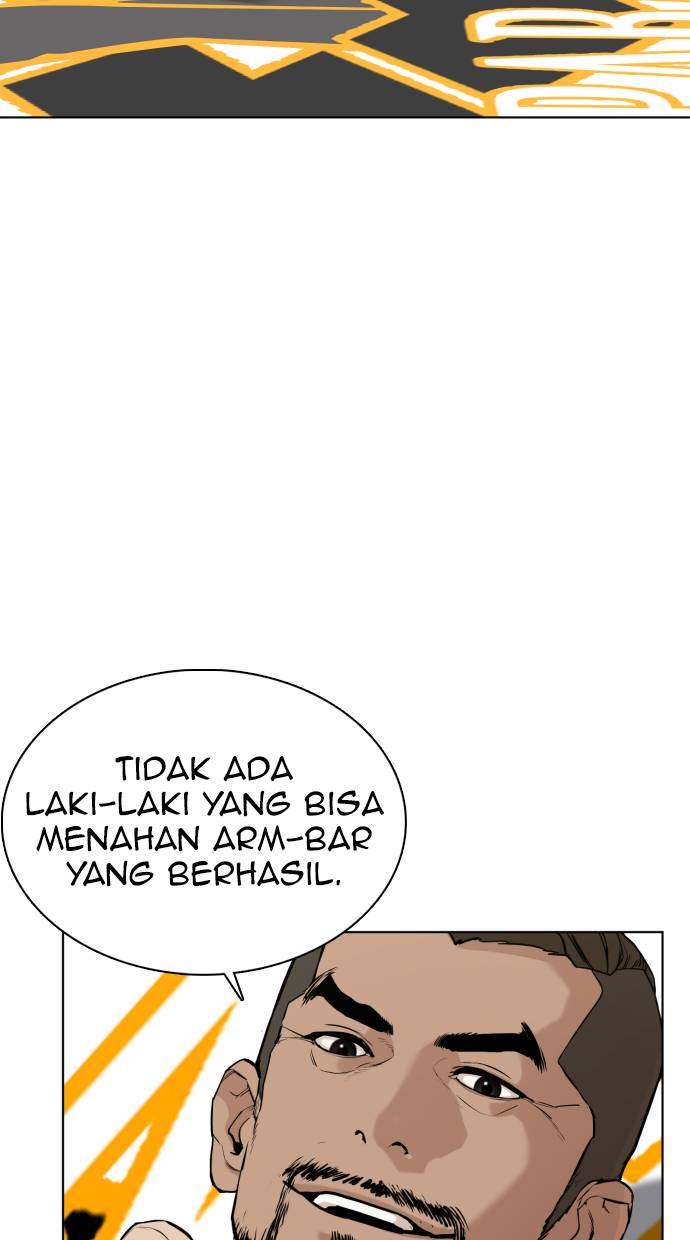 TIDAK ADA
LAKI-LAKI YANG BISA
MENAHAN ARM-BAR
YANG BERHASIL.